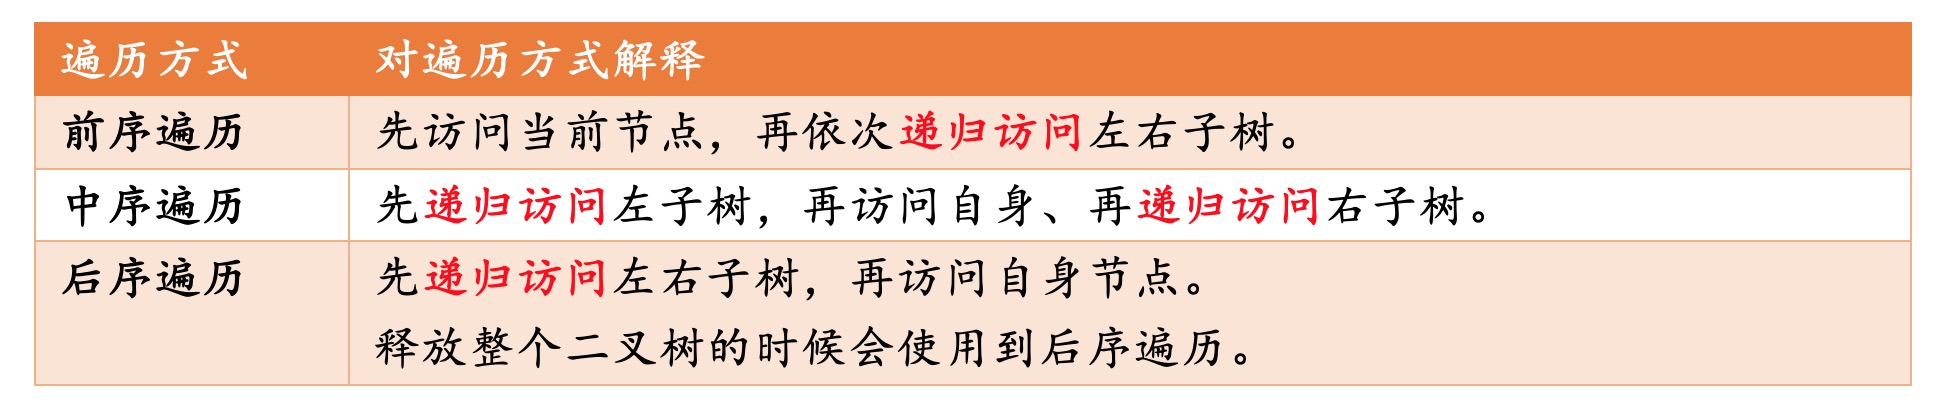 遍历方式 对遍历方式解释
前序遍历 先访问当前节点，再依次递归访问左右子树。
中序遍历 先递归访问左子树，再访问自身、再递归访问右子树。
后序遍历 先递归访问左右子树，再访问自身节点。
释放整个二叉树的时候会使用到后序遍历。